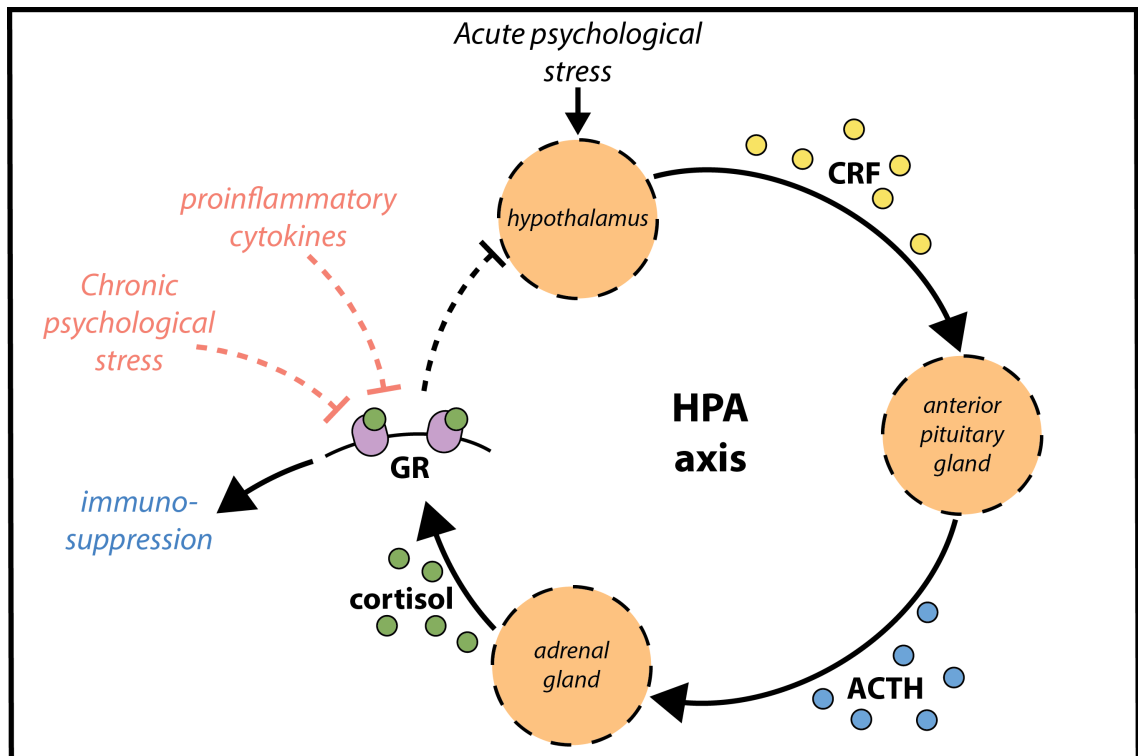 Acute psychological
stress
hypothalamus
CRF
proinflammatory
cytokines
Chronic
psychological
stress
HPA
axis
anterior
pituitary
gland
GR
immuno-
suppression
cortisol
adrenal
gland
ACTH